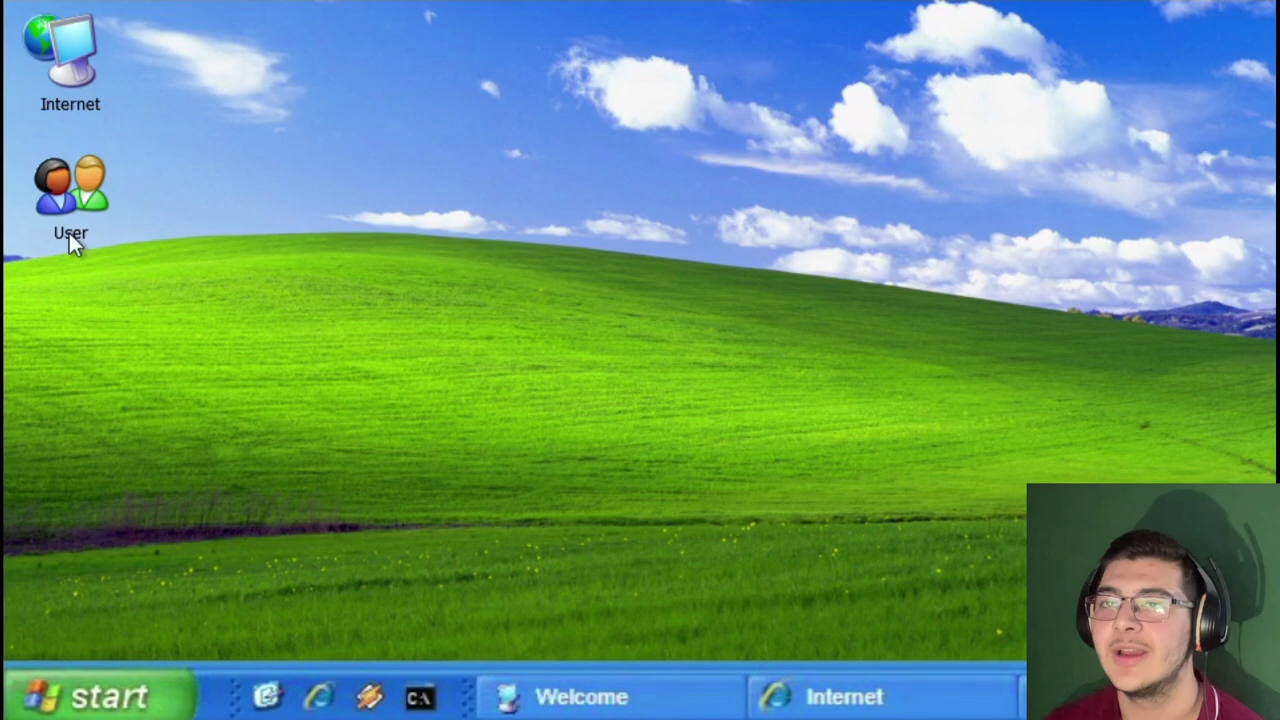 Internet
User
start
C:\
Welcome
Internet